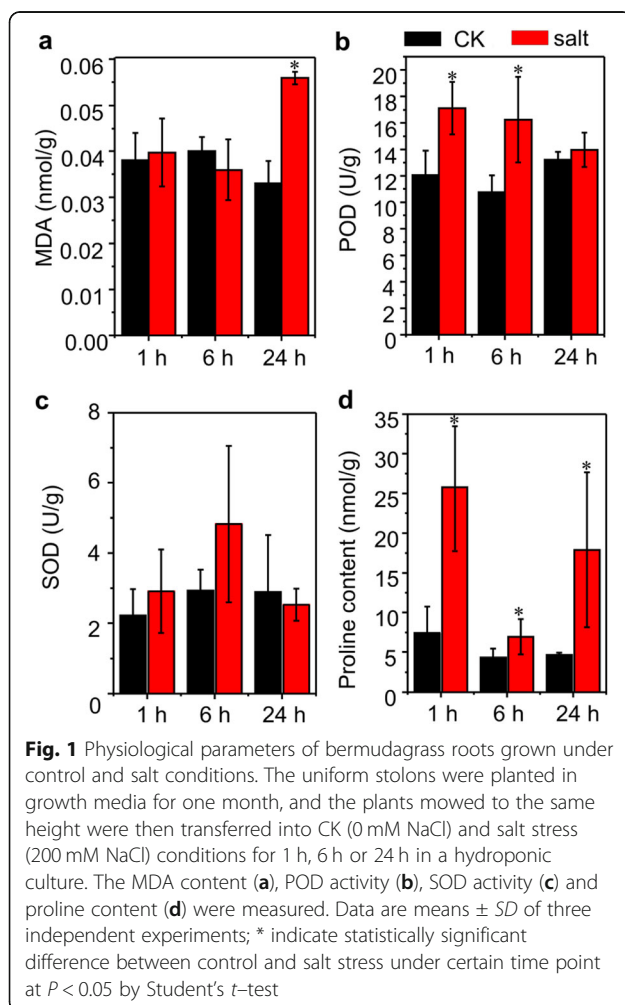 a
b
CK
salt
0.06
0.05
0.04
0.03
0.02
0.01
0.00
MDA (nmol/g)
*
1 h 6 h 24 h
20
18
16
14
12
10
8
6
4
2
0
POD (U/g)
* *
1 h 6 h 24 h
c
8
6
4
2
0
SOD (U/g)
1 h 6 h 24 h
d
35
30
25
20
15
10
5
0
Proline content (nmol/g)
* * *
1 h 6 h 24 h
Fig. 1 Physiological parameters of bermudagrass roots grown under
control and salt conditions. The uniform stolons were planted in
growth media for one month, and the plants mowed to the same
height were then transferred into CK (0 mM NaCl) and salt stress
(200 mM NaCl) conditions for 1 h, 6 h or 24 h in a hydroponic
culture. The MDA content (a), POD activity (b), SOD activity (c) and
proline content (d) were measured. Data are means ± SD of three
independent experiments; * indicate statistically significant
difference between control and salt stress under certain time point
at P < 0.05 by Student's t–test